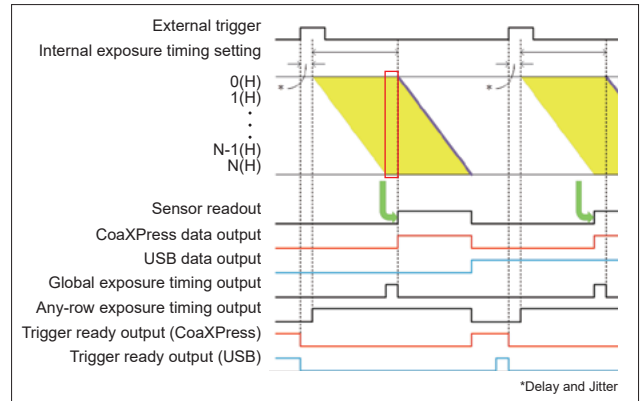 External trigger
Internal exposure timing setting
*
*
0(H)
1(H)
N-1(H)
N(H)
Sensor readout
CoaXPress data output
USB data output
Global exposure timing output
Any-row exposure timing output
Trigger ready output (CoaXPress)
Trigger ready output (USB)
*Delay and Jitter